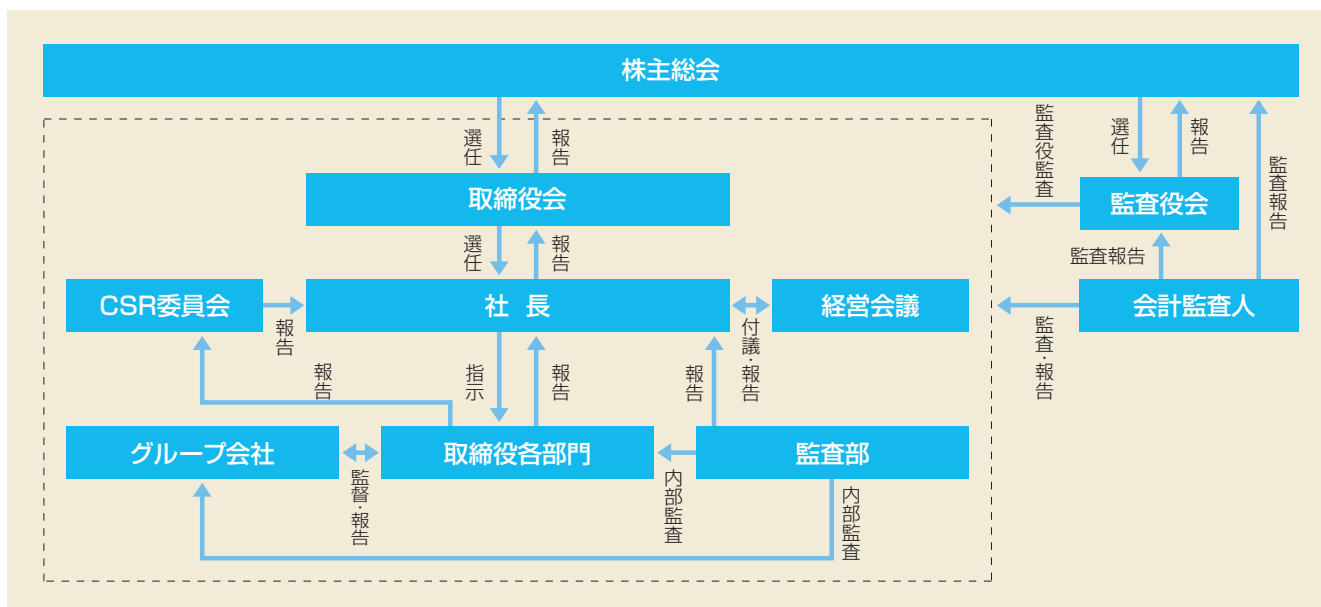 株主総会
選任
報告
監査役監査
選任
報告
監査報告
取締役会
監査役会
選任
報告
監査報告
CSR委員会
報告
社 長
付議・報告
経営会議
会計監査人
監査・報告
報告
指示
報告
報告
グループ会社
監督・報告
取締役各部門
内部監査
監査部
内部監査